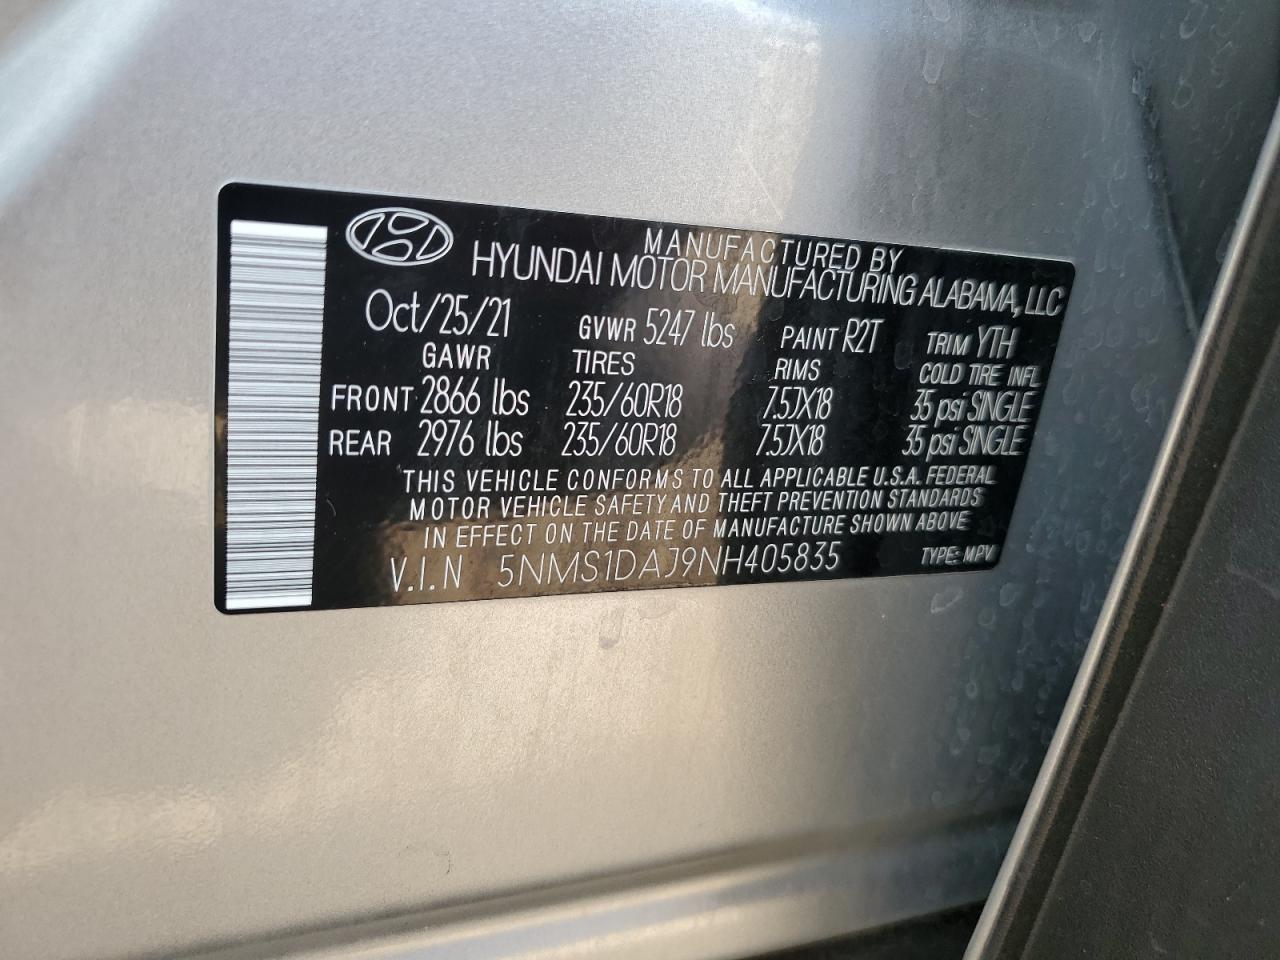 MANUFACTURED BY
HYUNDAI MOTOR MANUFACTURING ALABAMA, LLC
Oct/25/21 GVWR 5247 lbs PAINT R2T TRIM YTH
GAWR TIRES RIMS COLD TIRE INFL
FRONT 2866 lbs 235/60R18 7.5JX18 35 psi SINGLE
REAR 2976 lbs 235/60R18 7.5JX18 35 psi SINGLE
THIS VEHICLE CONFORMS TO ALL APPLICABLE U.S.A. FEDERAL
MOTOR VEHICLE SAFETY AND THEFT PREVENTION STANDARDS
IN EFFECT ON THE DATE OF MANUFACTURE SHOWN ABOVE
V.I.N 5NMS1DAJ9NH405835 TYPE: MPV